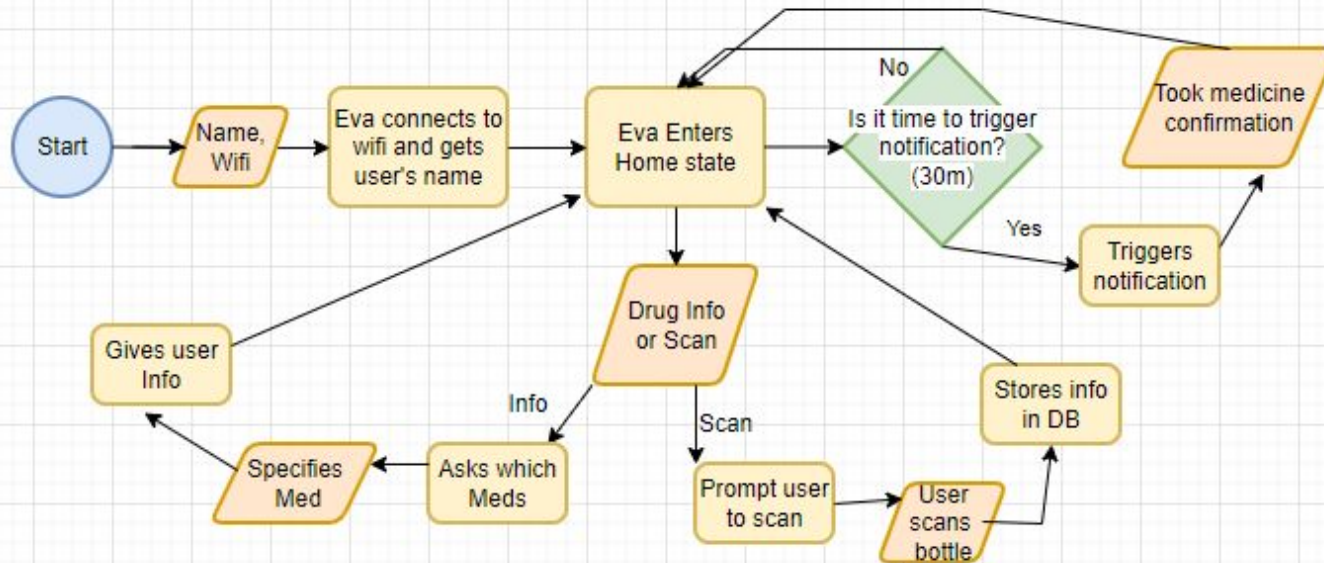 Start
Name,
Wifi
Eva connects to
wifi and gets
user's name
Eva Enters
Home state
No
Is it time to trigger
notification?
(30m)
Yes
Triggers
notification
Took medicine
confirmation
Drug Info
or Scan
Info
Asks which
Meds
Specifies
Med
Gives user
Info
Scan
Prompt user
to scan
User
scans
bottle
Stores info
in DB